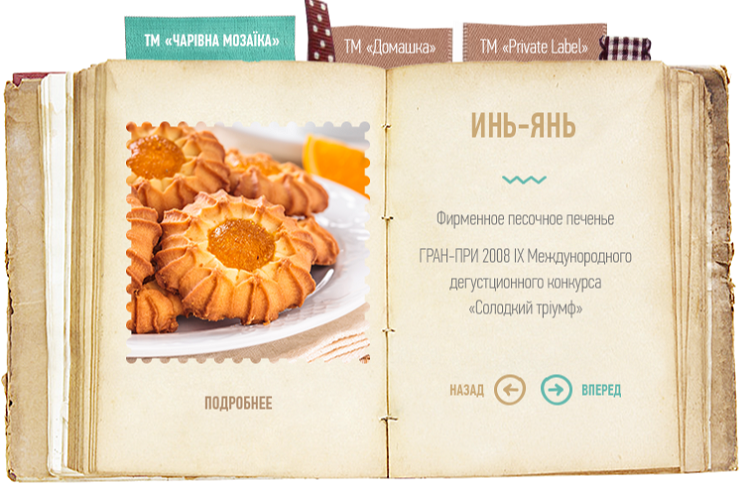 ТМ «ЧАРІВНА МОЗАЇКА»
ТМ «Домашка»
ТМ «Private Label»
ПОДРОБНЕЕ
ИНЬ-ЯНЬ
Фирменное песочное печенье
ГРАН-ПРИ 2008 IX Международного
дегустционного конкурса
«Солодкий тріумф»
НАЗАД
ВПЕРЕД